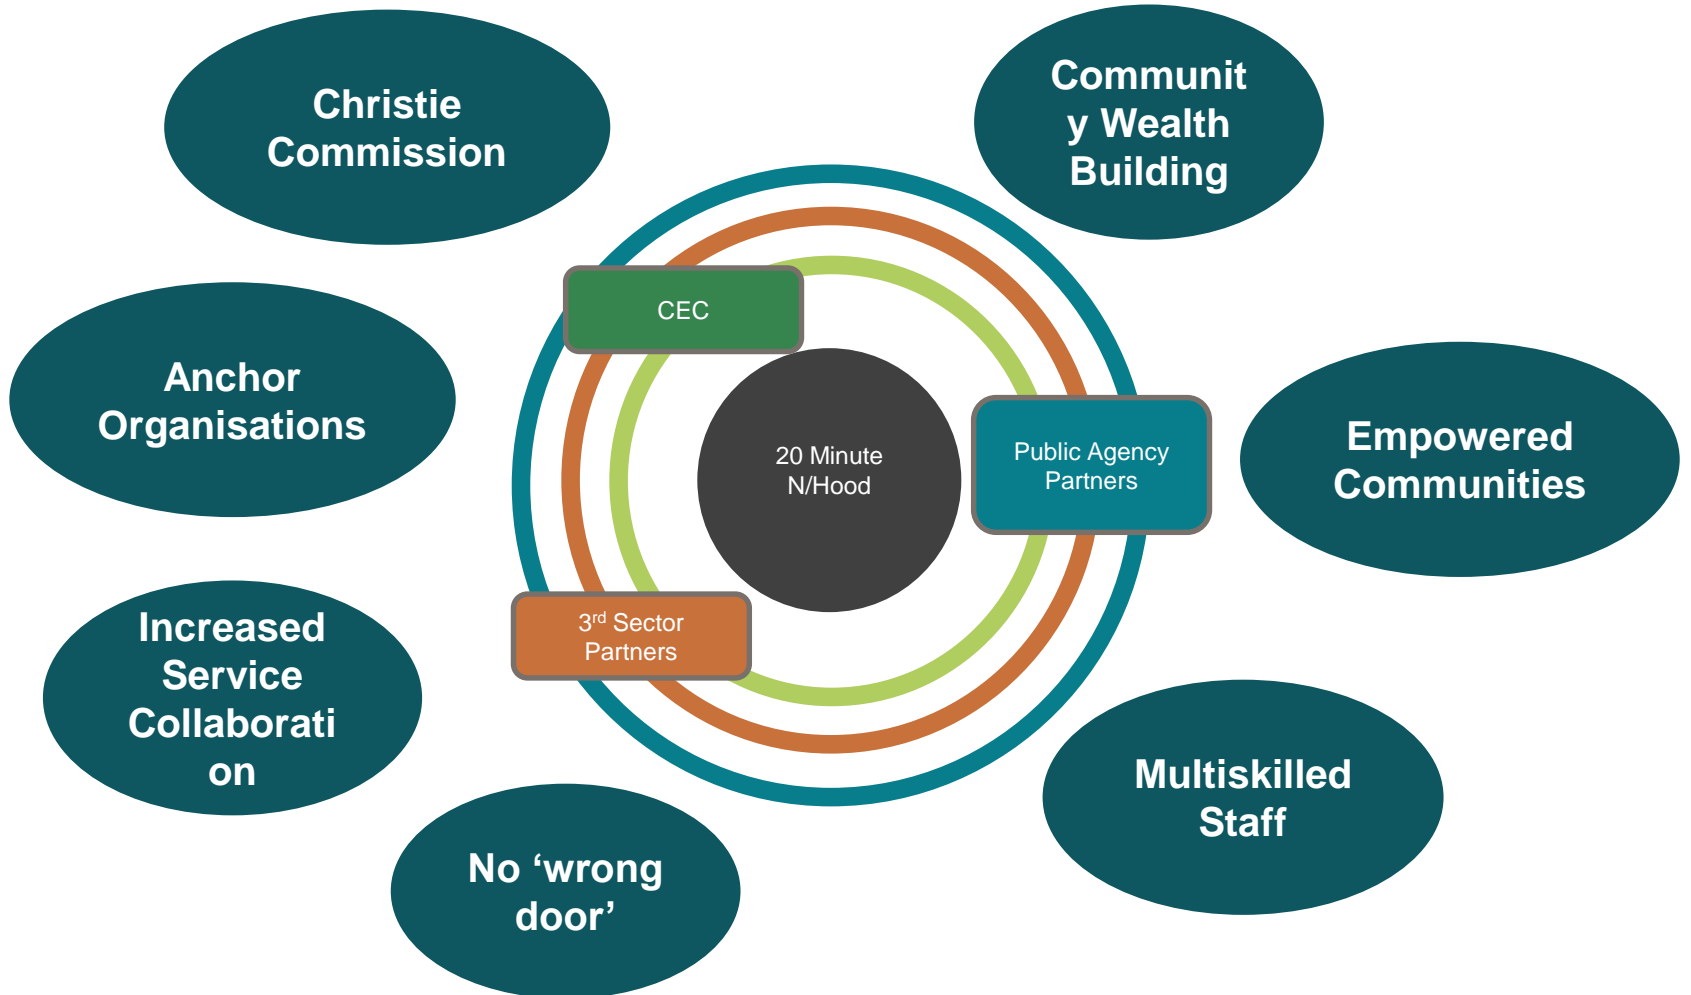 Christie
Commission
Communit
y Wealth
Building
CEC
Anchor
Organisations
20 Minute
N/Hood
Public Agency
Partners
Empowered
Communities
3rd Sector
Partners
Increased
Service
Collaborati
on
Multiskilled
Staff
No ‘wrong
door’